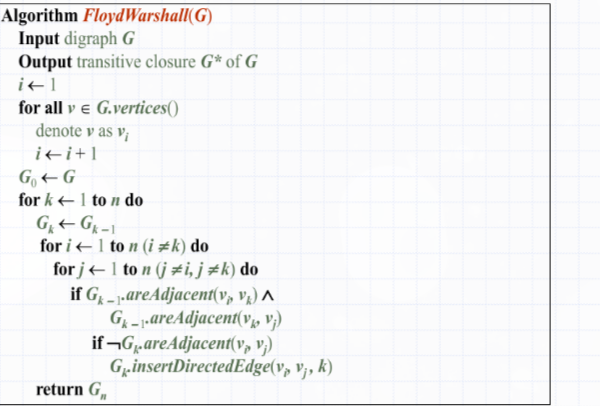 Algorithm FloydWarshall(G)
Input digraph G
Output transitive closure G* of G
i ← 1
for all v ∈ G.vertices()
denote v as vᵢ
i ← i + 1
G₀ ← G
for k ← 1 to n do
Gₖ ← Gₖ₋₁
for i ← 1 to n (i ≠ k) do
for j ← 1 to n (j ≠ i, j ≠ k) do
if Gₖ₋₁.areAdjacent(vᵢ, vₖ) ∧
Gₖ₋₁.areAdjacent(vₖ, vⱼ)
if ¬Gₖ.areAdjacent(vᵢ, vⱼ)
Gₖ.insertDirectedEdge(vᵢ, vⱼ, k)
return Gₙ